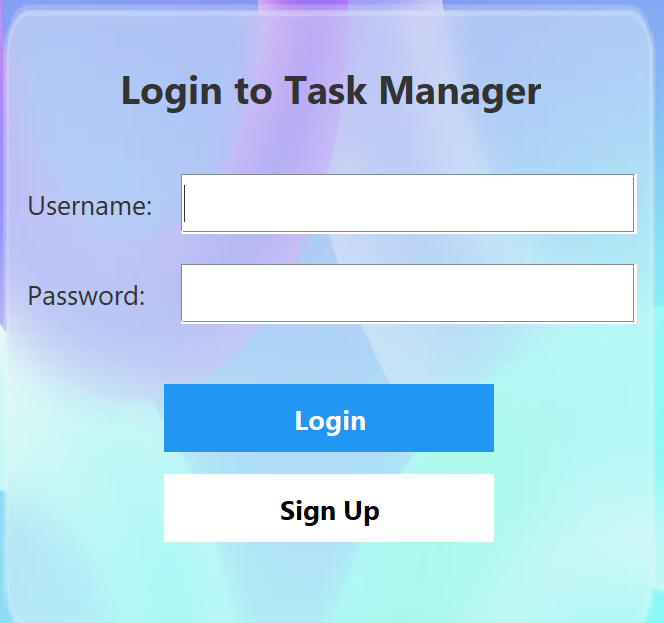 Login to Task Manager
Username:
Password:
Login
Sign Up